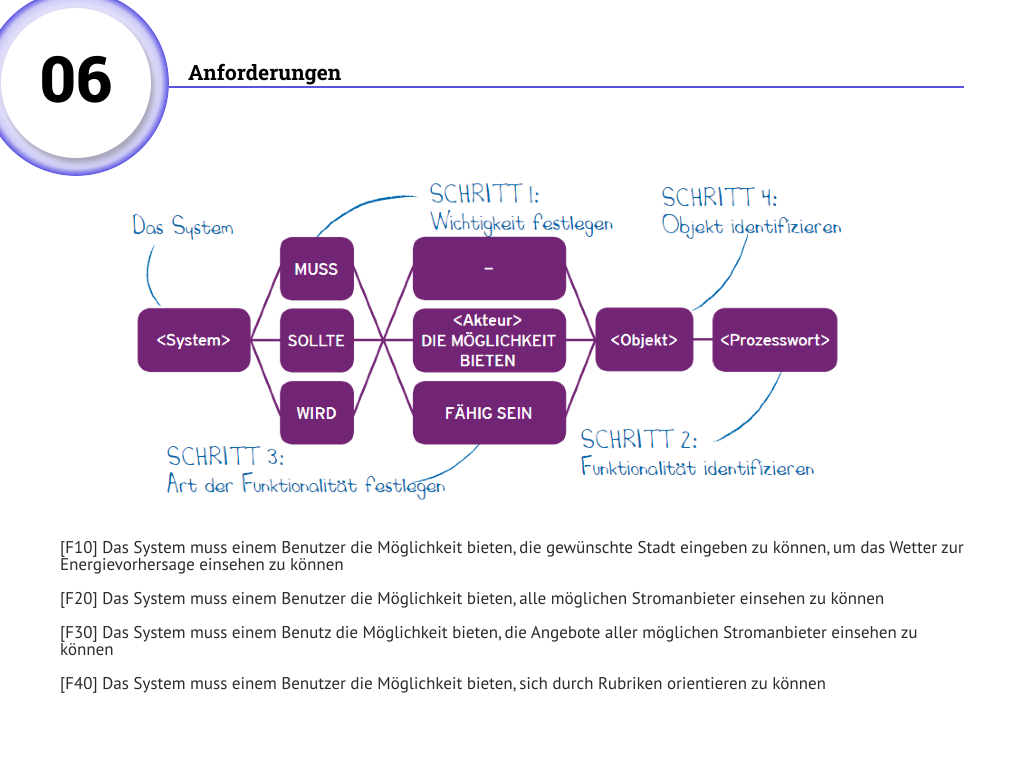 06
Anforderungen
SCHRITT 1:
Wichtigkeit festlegen
SCHRITT 4:
Objekt identifizieren
Das System
MUSS
–
<System>
SOLLTE
<Akteur>
DIE MÖGLICHKEIT
BIETEN
<Objekt>
<Prozesswort>
WIRD
FÄHIG SEIN
SCHRITT 2:
Funktionalität identifizieren
SCHRITT 3:
Art der Funktionalität festlegen
[F10] Das System muss einem Benutzer die Möglichkeit bieten, die gewünschte Stadt eingeben zu können, um das Wetter zur
Energievorhersage einsehen zu können
[F20] Das System muss einem Benutzer die Möglichkeit bieten, alle möglichen Stromanbieter einsehen zu können
[F30] Das System muss einem Benutz die Möglichkeit bieten, die Angebote aller möglichen Stromanbieter einsehen zu
können
[F40] Das System muss einem Benutzer die Möglichkeit bieten, sich durch Rubriken orientieren zu können